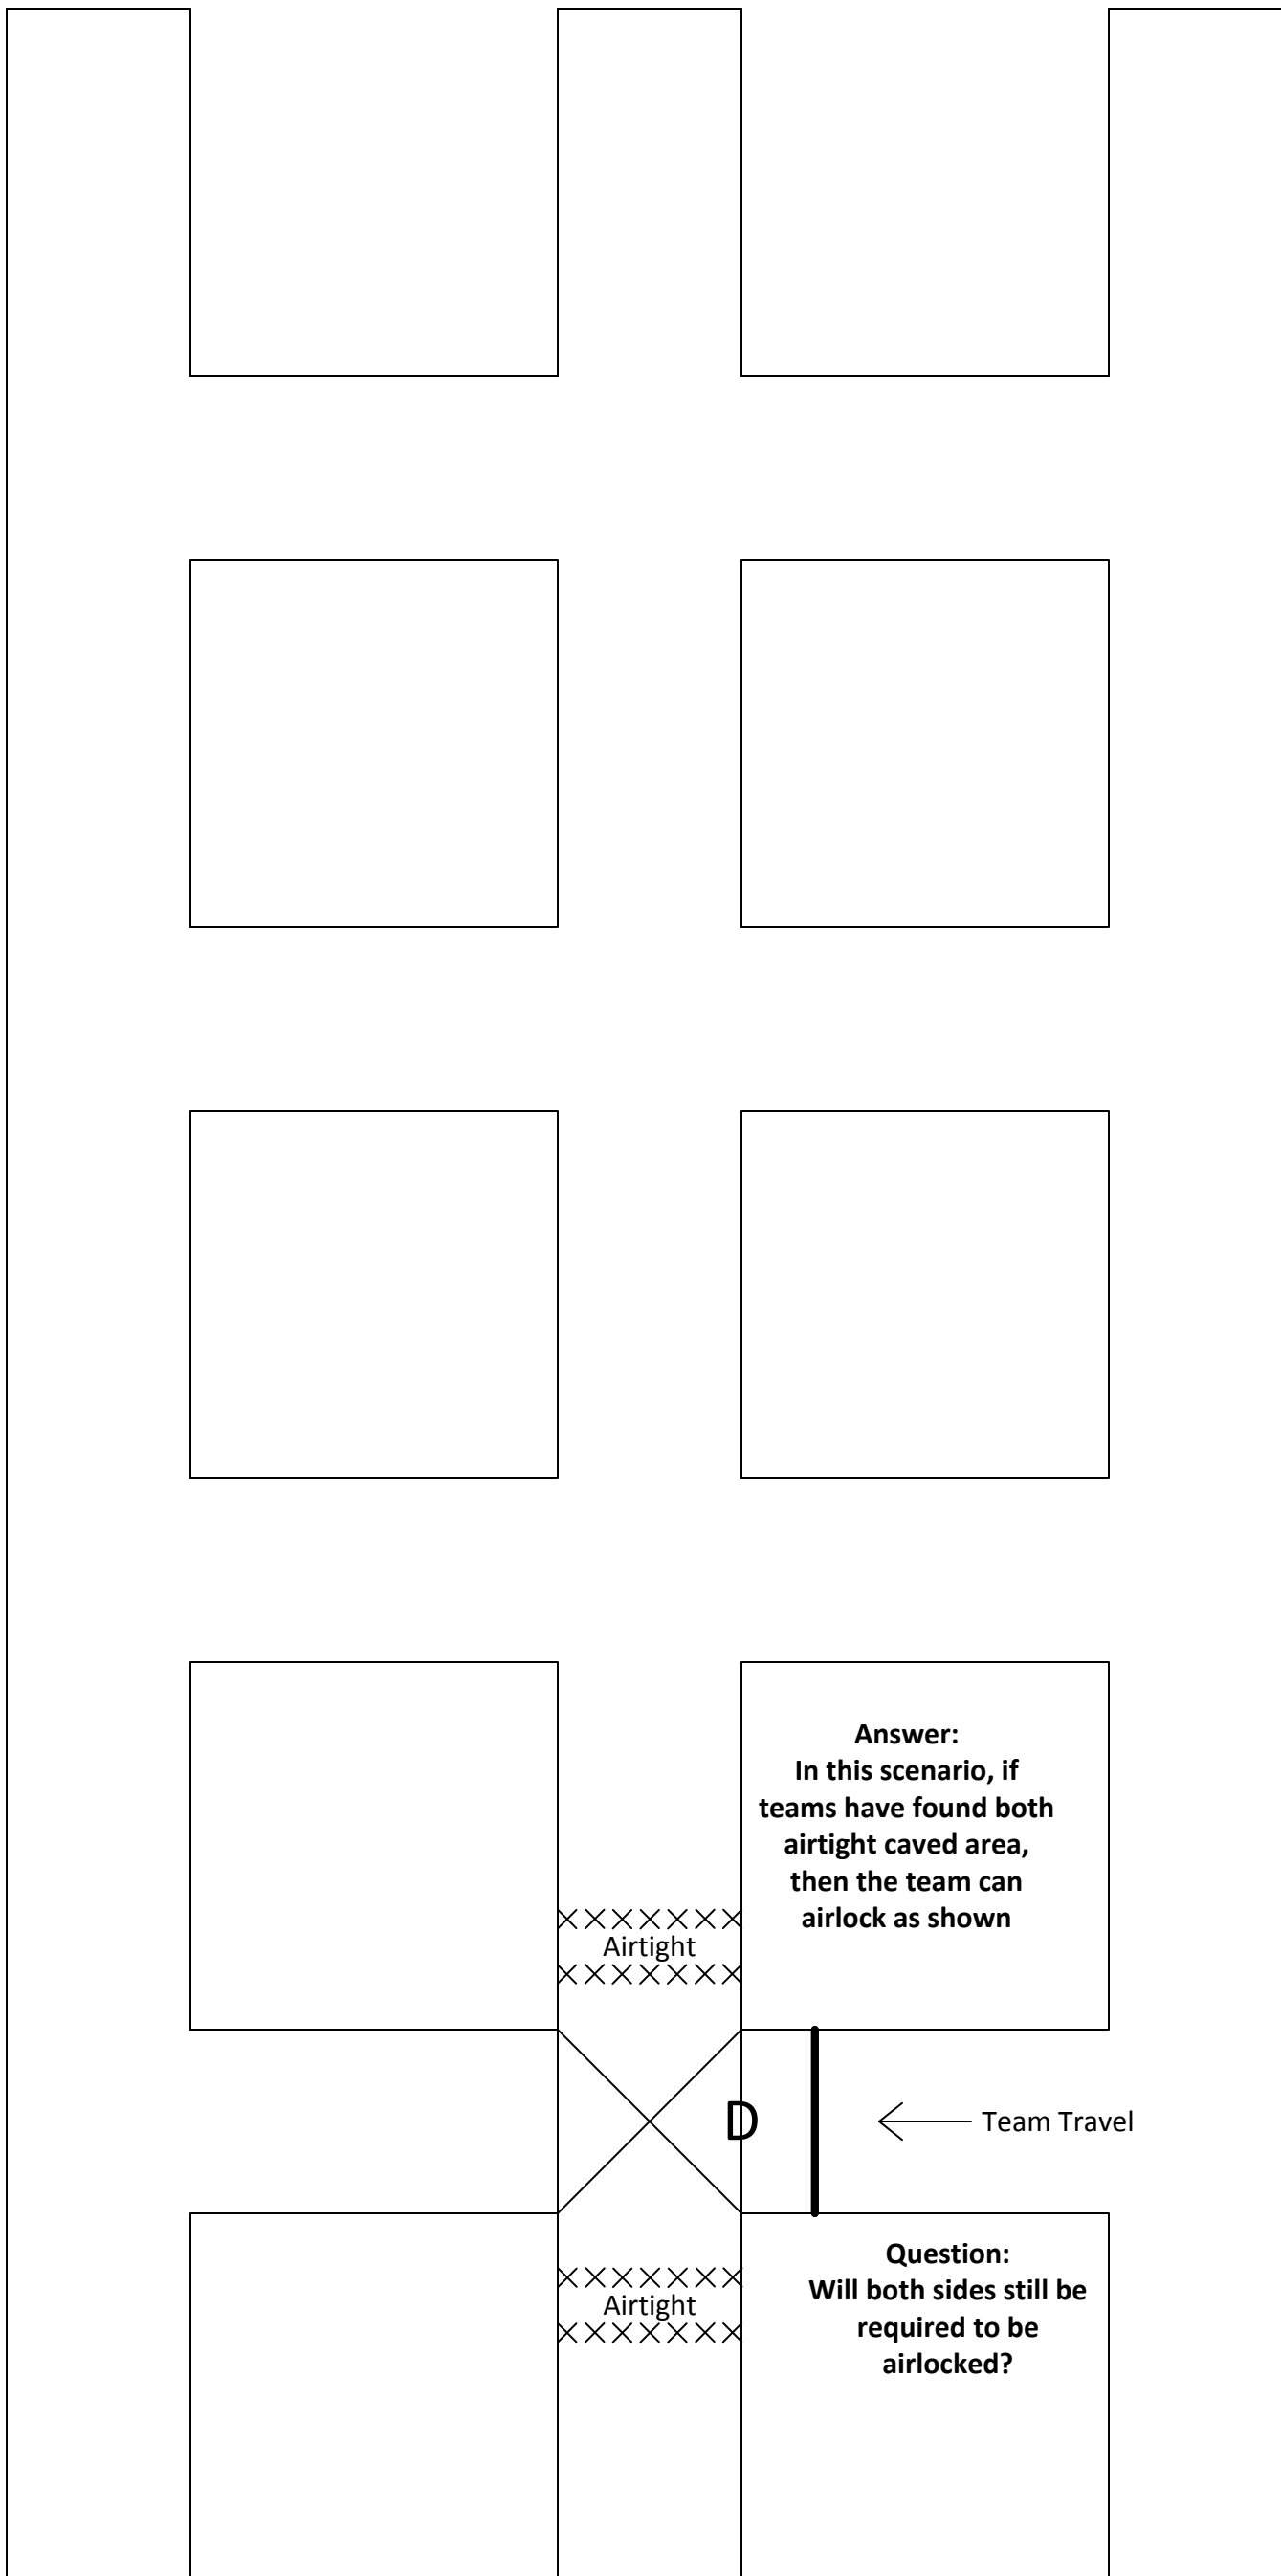 Answer:
In this scenario, if
teams have found both
airtight caved area,
then the team can
airlock as shown
Airtight
D
Team Travel
Question:
Will both sides still be
required to be
airlocked?
Airtight